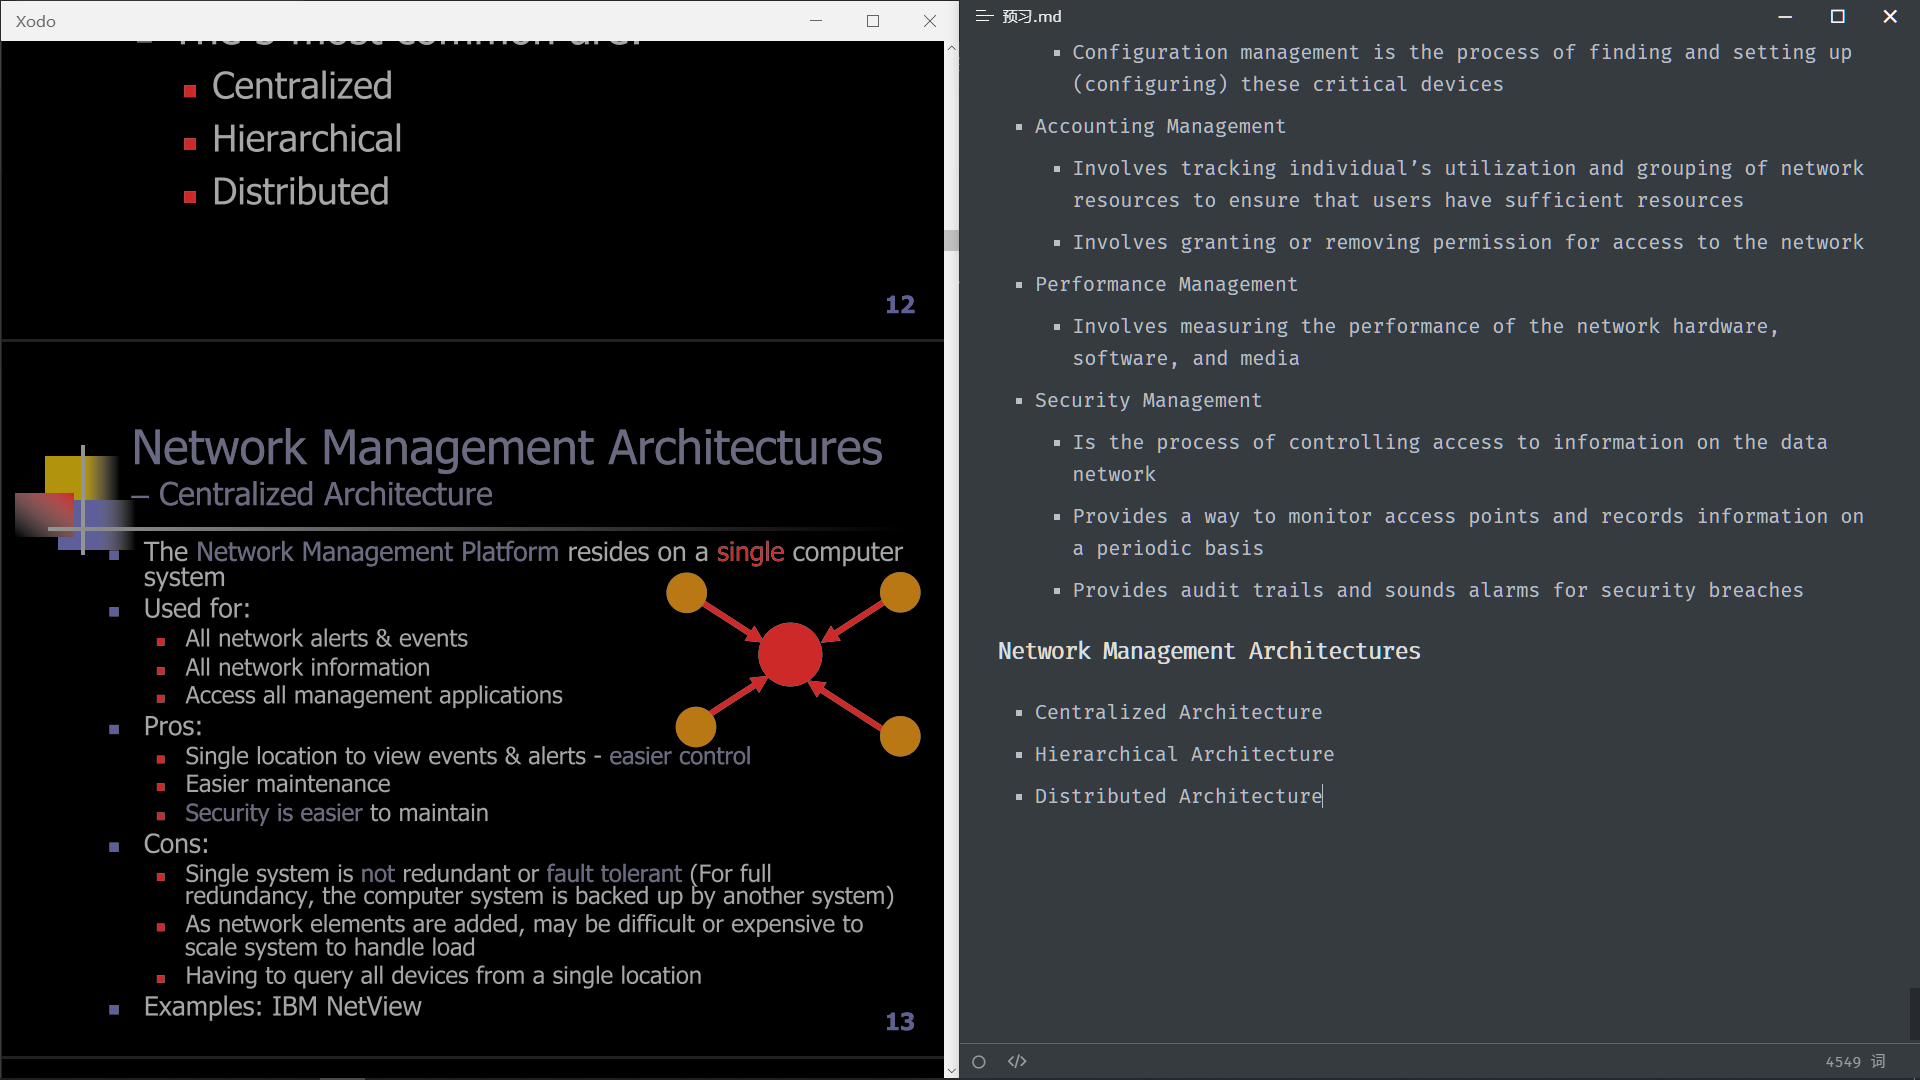 Xodo
The 3 most common are:
Centralized
Hierarchical
Distributed
12
Network Management Architectures
– Centralized Architecture
The Network Management Platform resides on a single computer
system
Used for:
All network alerts & events
All network information
Access all management applications
Pros:
Single location to view events & alerts - easier control
Easier maintenance
Security is easier to maintain
Cons:
Single system is not redundant or fault tolerant (For full
redundancy, the computer system is backed up by another system)
As network elements are added, may be difficult or expensive to
scale system to handle load
Having to query all devices from a single location
Examples: IBM NetView
13
预习.md
Configuration management is the process of finding and setting up
(configuring) these critical devices
Accounting Management
Involves tracking individual’s utilization and grouping of network
resources to ensure that users have sufficient resources
Involves granting or removing permission for access to the network
Performance Management
Involves measuring the performance of the network hardware,
software, and media
Security Management
Is the process of controlling access to information on the data
network
Provides a way to monitor access points and records information on
a periodic basis
Provides audit trails and sounds alarms for security breaches
Network Management Architectures
Centralized Architecture
Hierarchical Architecture
Distributed Architecture
</>
4549 词